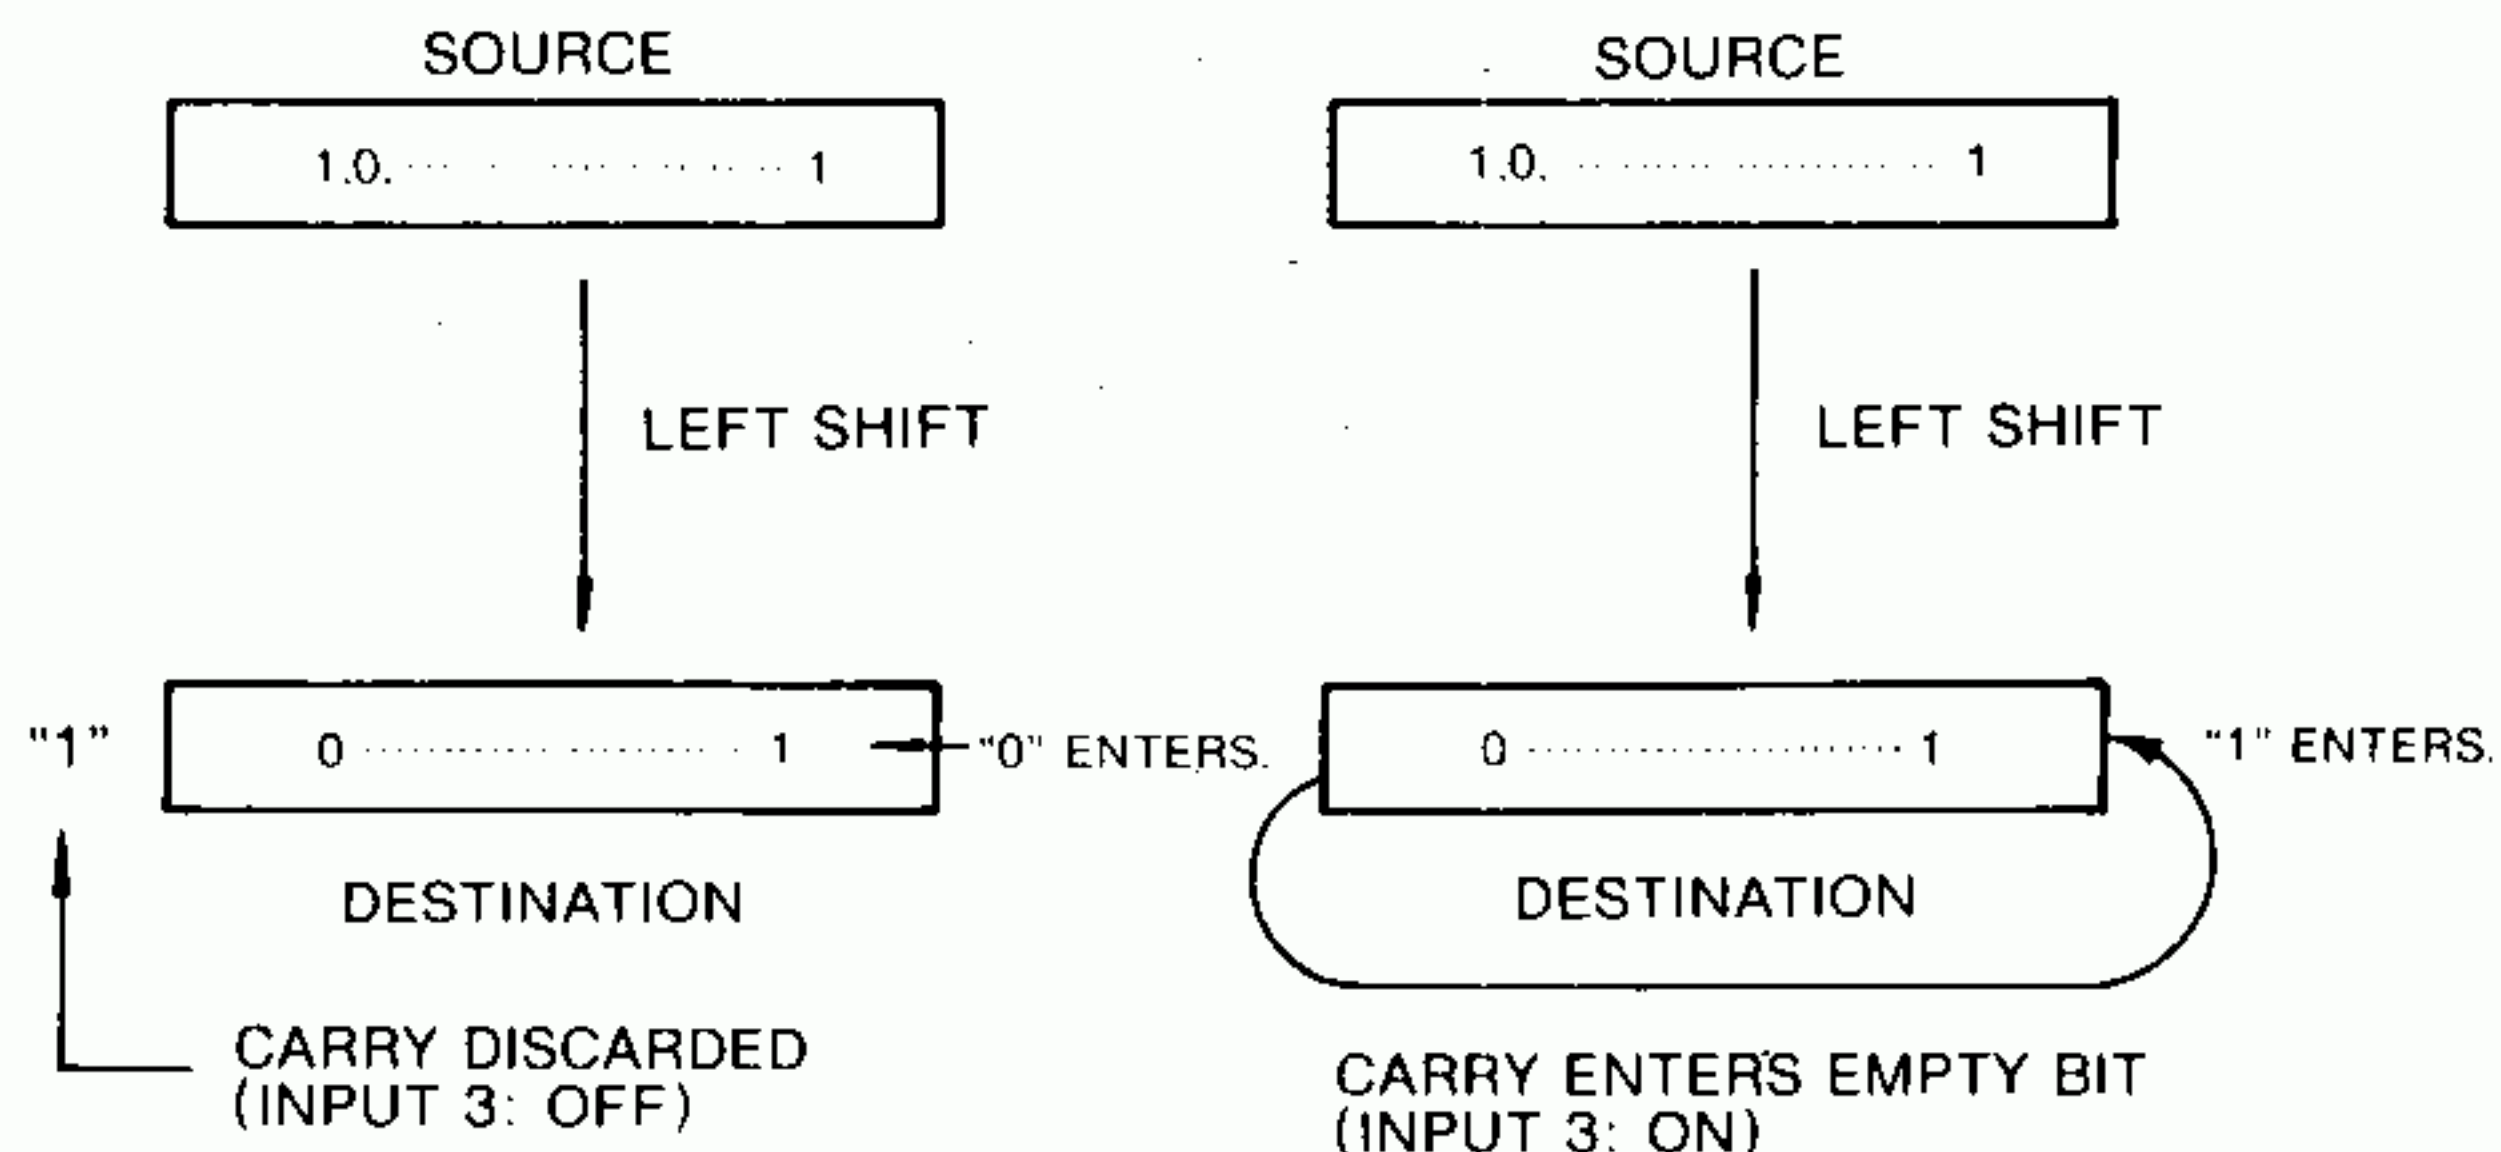 SOURCE
1.0. ··················· 1
LEFT SHIFT
"1"
0 ··················· 1
"0" ENTERS.
DESTINATION
CARRY DISCARDED
(INPUT 3: OFF)
SOURCE
1.0. ··················· 1
LEFT SHIFT
0 ··················· 1
"1" ENTERS.
DESTINATION
CARRY ENTERS EMPTY BIT
(INPUT 3: ON)